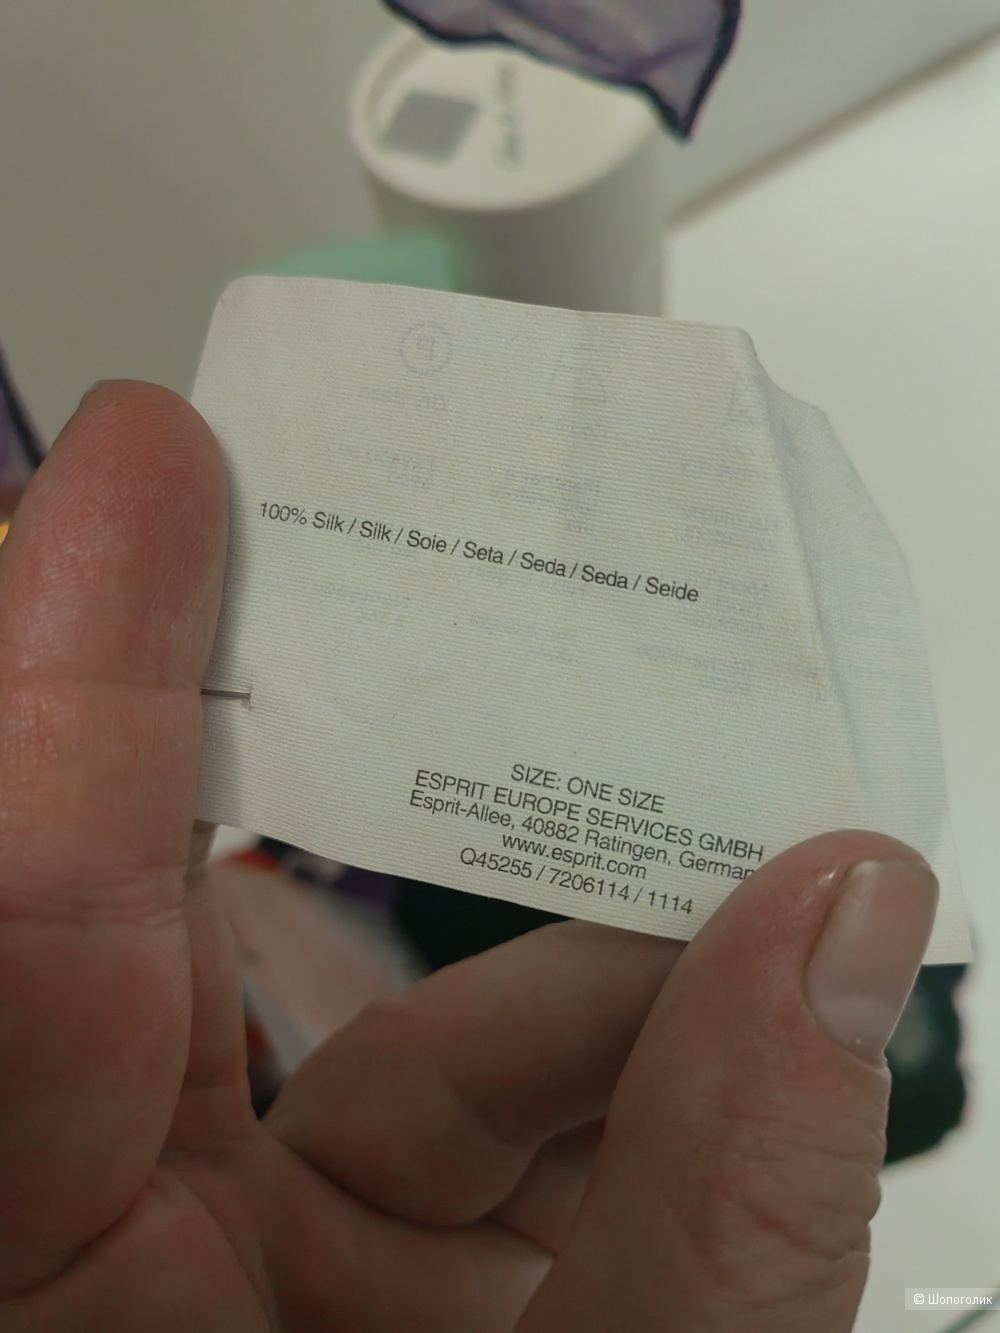 100% Silk / Silk / Soie / Seta / Seda / Seda / Seide
SIZE: ONE SIZE
ESPRIT EUROPE SERVICES GMBH
Esprit-Allee, 40882 Ratingen, German
www.esprit.com
Q45255 / 7206114 / 1114
© Шопоголик